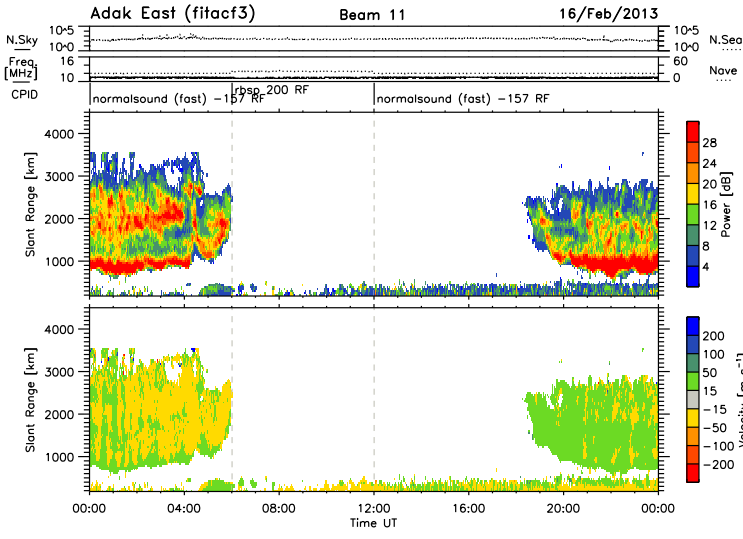 Adak East (fitacf3) Beam 11 16/Feb/2013
N.Sky 10^5 10^0 10^5 10^0 N.Sea
Freq. [MHz] 16 10 60 0 Nave
CPID normalsound (fast) -157 RF rbsp 200 RF normalsound (fast) -157 RF
Slant Range [km] 4000 3000 2000 1000
28 24 20 16 12 8 4 Power [dB]
Slant Range [km] 4000 3000 2000 1000
200 100 50 15 -15 -50 -100 -200 Velocity [m s^-1]
00:00 04:00 08:00 12:00 16:00 20:00 00:00
Time UT